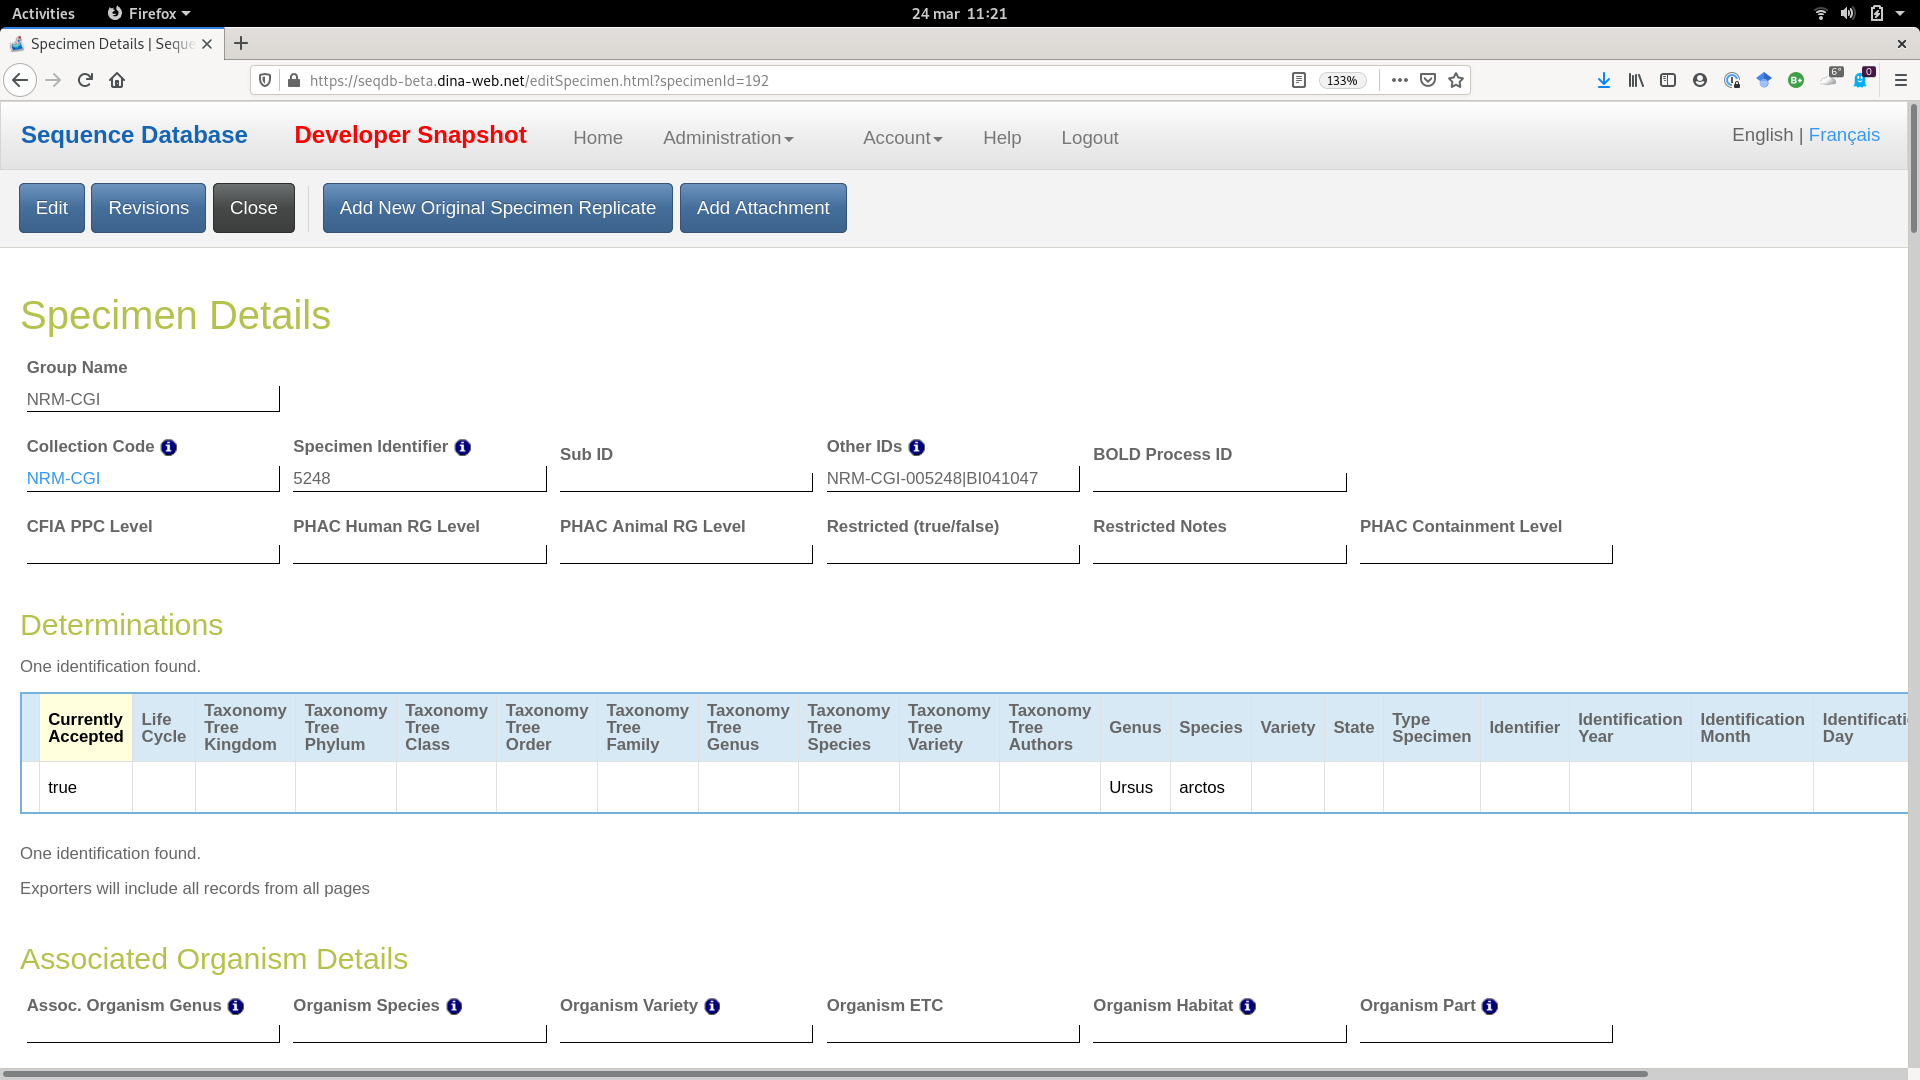 Activities Firefox 24 mar 11:21
Specimen Details | Seque
https://seqdb-beta.dina-web.net/editSpecimen.html?specimenId=192 133% 6° 0
Sequence Database Developer Snapshot Home Administration Account Help Logout English | Français
Edit Revisions Close Add New Original Specimen Replicate Add Attachment
Specimen Details
Group Name
NRM-CGI
Collection Code Specimen Identifier Sub ID Other IDs BOLD Process ID
NRM-CGI 5248 NRM-CGI-005248|BI041047
CFIA PPC Level PHAC Human RG Level PHAC Animal RG Level Restricted (true/false) Restricted Notes PHAC Containment Level
Determinations
One identification found.
Currently Accepted Life Cycle Taxonomy Tree Kingdom Taxonomy Tree Phylum Taxonomy Tree Class Taxonomy Tree Order Taxonomy Tree Family Taxonomy Tree Genus Taxonomy Tree Species Taxonomy Tree Variety Taxonomy Tree Authors Genus Species Variety State Type Specimen Identifier Identification Year Identification Month Identificati Day
true Ursus arctos
One identification found.
Exporters will include all records from all pages
Associated Organism Details
Assoc. Organism Genus Organism Species Organism Variety Organism ETC Organism Habitat Organism Part